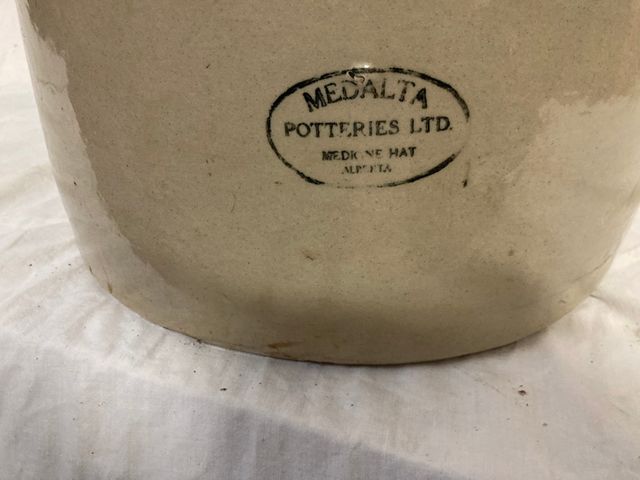 MEDALTA
POTTERIES LTD.
MEDICINE HAT
ALBERTA